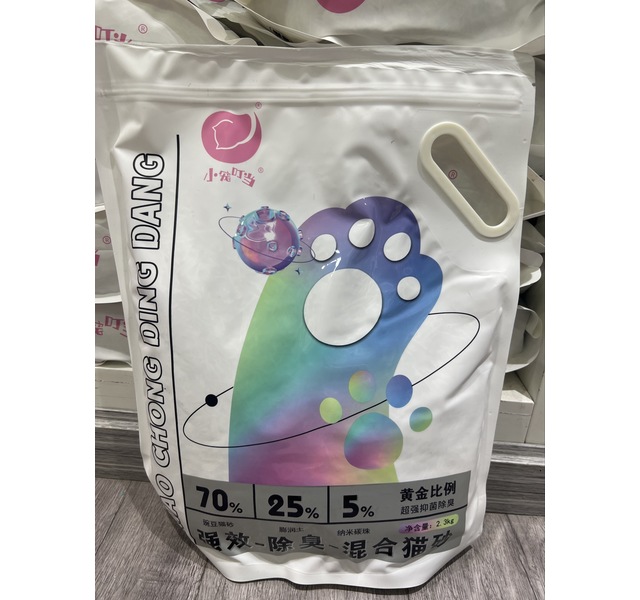 小宠叮当
XIAO CHONG DING DANG
70%
豌豆猫砂
25%
膨润土
5%
纳米碳珠
黄金比例
超强抑菌除臭
净含量：2.3kg
强效-除臭-混合猫砂